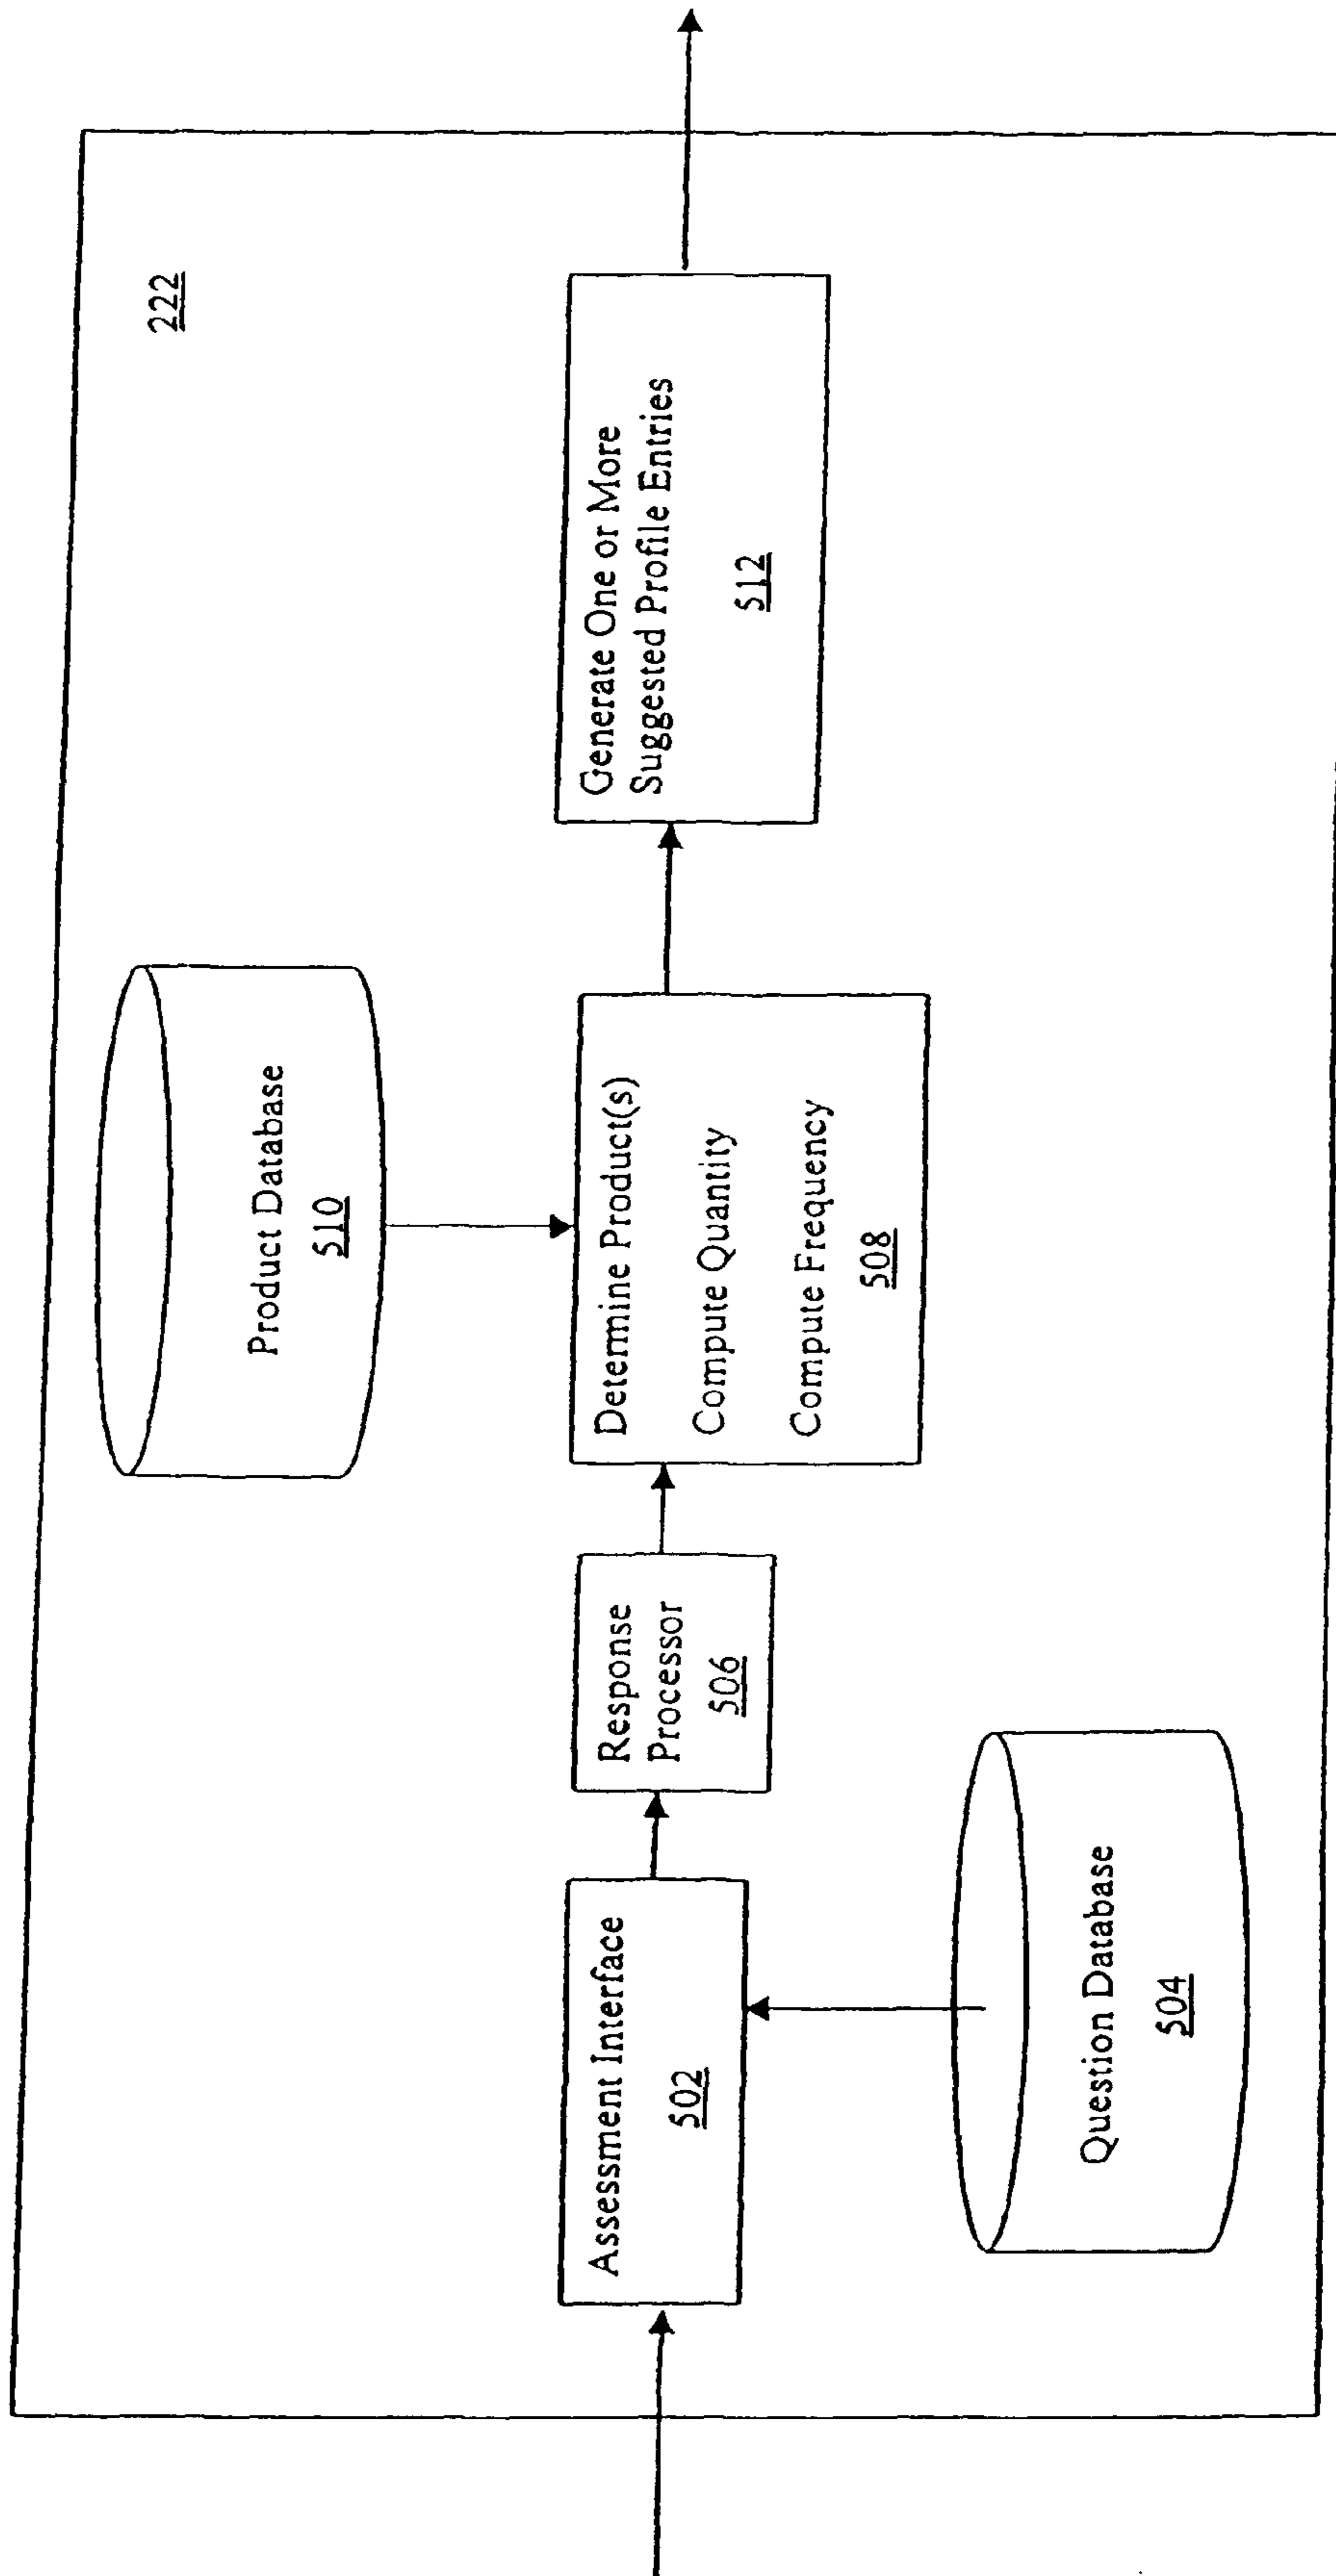 222
Product Database
510
Assessment Interface
502
Response
Processor
506
Determine Product(s)
Compute Quantity
Compute Frequency
508
Generate One or More
Suggested Profile Entries
512
Question Database
504